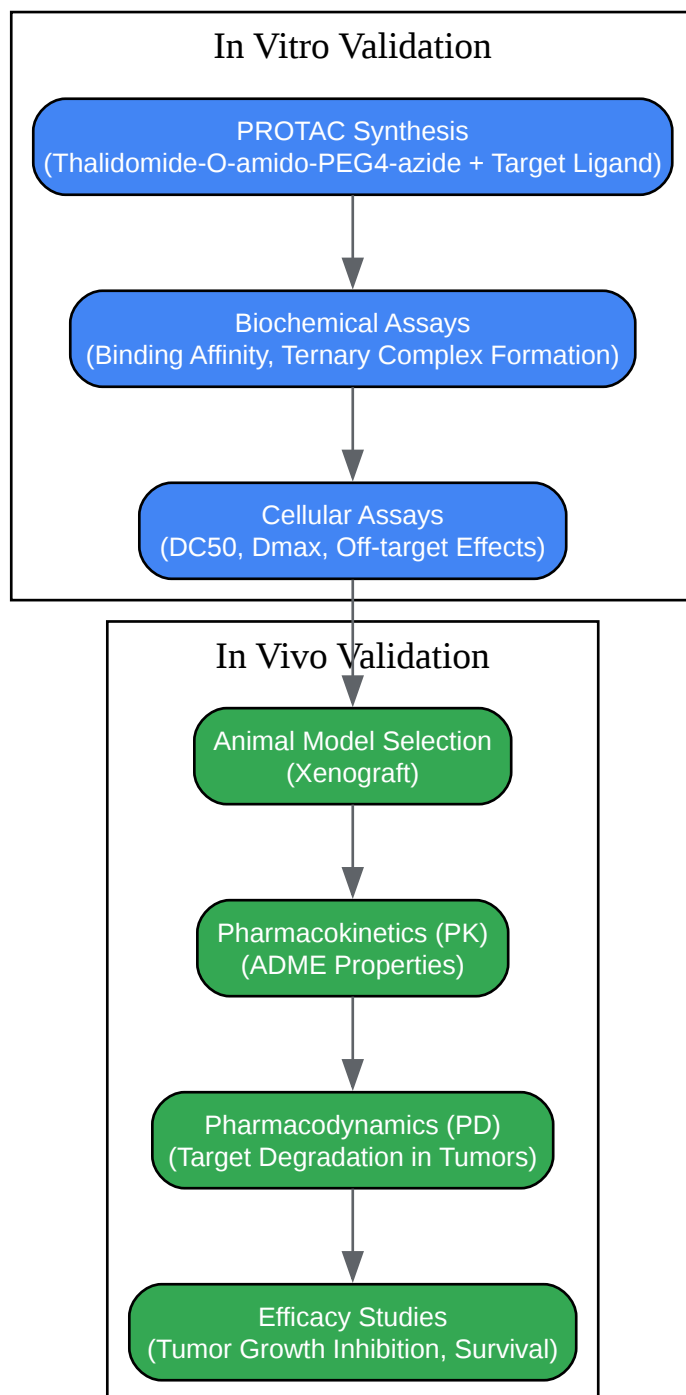 In Vitro Validation
PROTAC Synthesis
(Thalidomide-O-amido-PEG4-azide + Target Ligand)
Biochemical Assays
(Binding Affinity, Ternary Complex Formation)
Cellular Assays
(DC50, Dmax, Off-target Effects)
In Vivo Validation
Animal Model Selection
(Xenograft)
Pharmacokinetics (PK)
(ADME Properties)
Pharmacodynamics (PD)
(Target Degradation in Tumors)
Efficacy Studies
(Tumor Growth Inhibition, Survival)